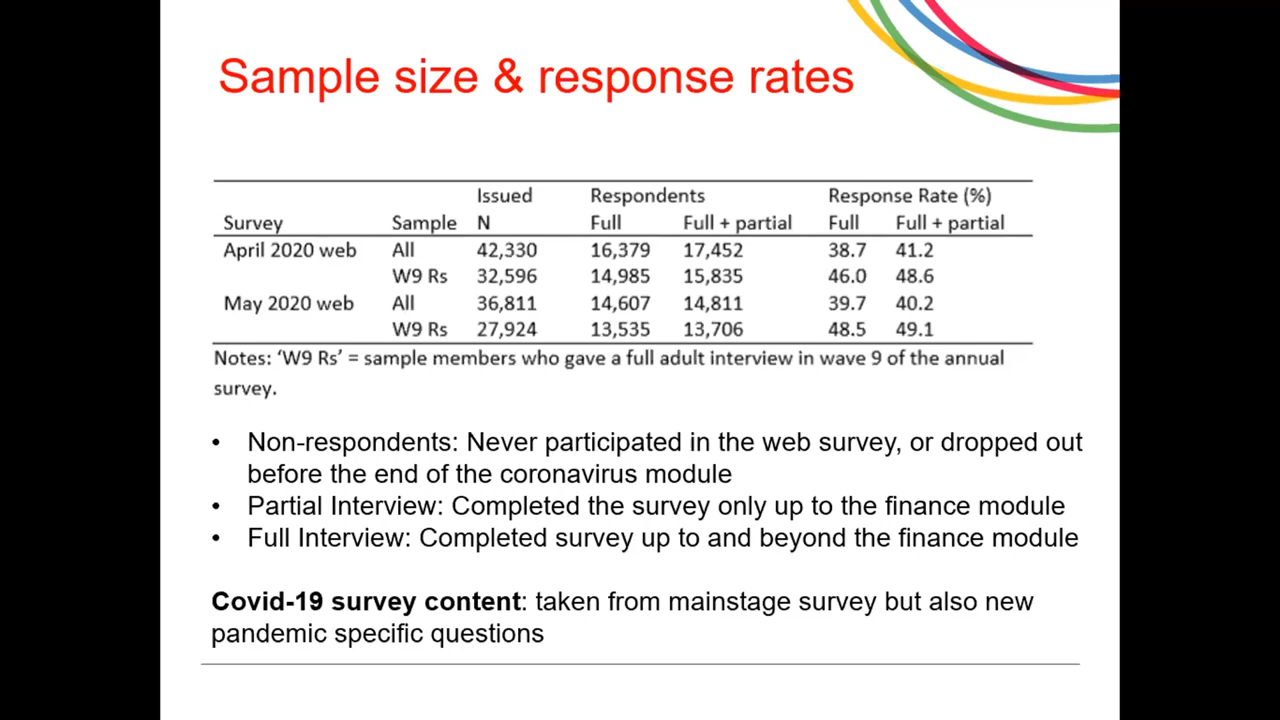 Sample size & response rates
Issued Respondents Response Rate (%)
Survey Sample N Full Full + partial Full Full + partial
April 2020 web All 42,330 16,379 17,452 38.7 41.2
W9 Rs 32,596 14,985 15,835 46.0 48.6
May 2020 web All 36,811 14,607 14,811 39.7 40.2
W9 Rs 27,924 13,535 13,706 48.5 49.1
Notes: ‘W9 Rs’ = sample members who gave a full adult interview in wave 9 of the annual
survey.
• Non-respondents: Never participated in the web survey, or dropped out
before the end of the coronavirus module
• Partial Interview: Completed the survey only up to the finance module
• Full Interview: Completed survey up to and beyond the finance module
Covid-19 survey content: taken from mainstage survey but also new
pandemic specific questions